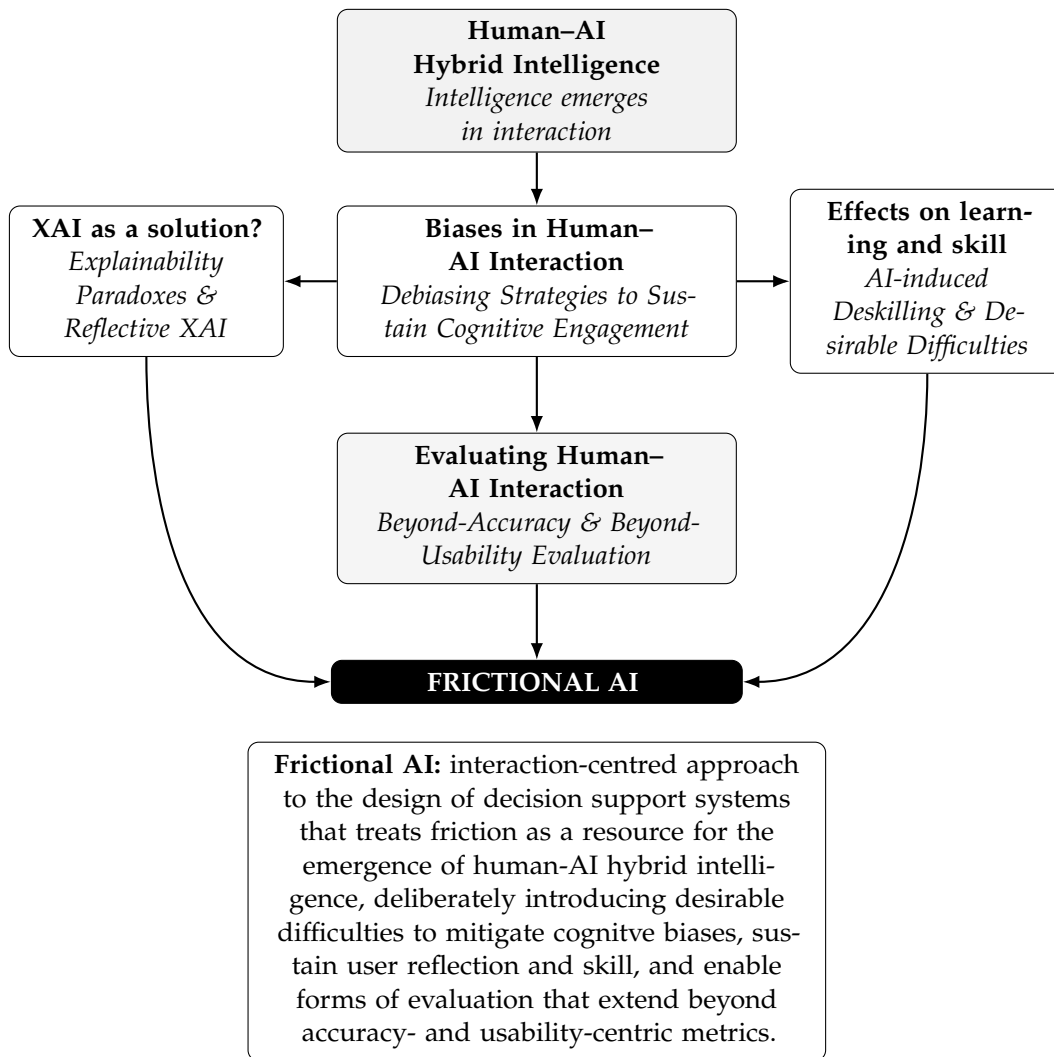 Human–AI
Hybrid Intelligence
Intelligence emerges
in interaction
XAI as a solution?
Explainability
Paradoxes &
Reflective XAI
Biases in Human–
AI Interaction
Debiasing Strategies to Sus-
tain Cognitive Engagement
Effects on learn-
ing and skill
AI-induced
Deskilling & De-
sirable Difficulties
Evaluating Human–
AI Interaction
Beyond-Accuracy & Beyond-
Usability Evaluation
FRICTIONAL AI
Frictional AI: interaction-centred approach
to the design of decision support systems
that treats friction as a resource for the
emergence of human-AI hybrid intelli-
gence, deliberately introducing desirable
difficulties to mitigate cognitve biases, sus-
tain user reflection and skill, and enable
forms of evaluation that extend beyond
accuracy- and usability-centric metrics.